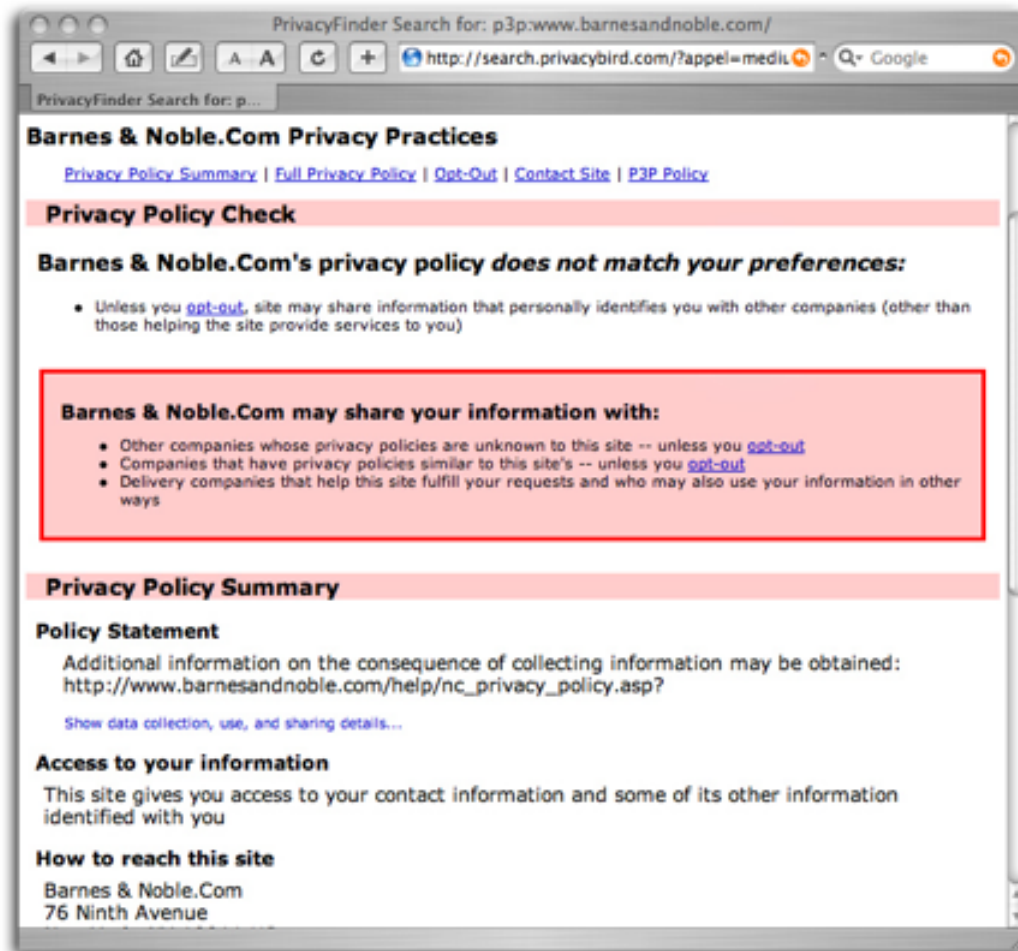 PrivacyFinder Search for: p3p:www.barnesandnoble.com/
A A
http://search.privacybird.com/?appel=mediu
Google
PrivacyFinder Search for: p...
Barnes & Noble.Com Privacy Practices
Privacy Policy Summary | Full Privacy Policy | Opt-Out | Contact Site | P3P Policy
Privacy Policy Check
Barnes & Noble.Com's privacy policy does not match your preferences:
• Unless you opt-out, site may share information that personally identifies you with other companies (other than
those helping the site provide services to you)
Barnes & Noble.Com may share your information with:
• Other companies whose privacy policies are unknown to this site -- unless you opt-out
• Companies that have privacy policies similar to this site's -- unless you opt-out
• Delivery companies that help this site fulfill your requests and who may also use your information in other
ways
Privacy Policy Summary
Policy Statement
Additional information on the consequence of collecting information may be obtained:
http://www.barnesandnoble.com/help/nc_privacy_policy.asp?
Show data collection, use, and sharing details...
Access to your information
This site gives you access to your contact information and some of its other information
identified with you
How to reach this site
Barnes & Noble.Com
76 Ninth Avenue